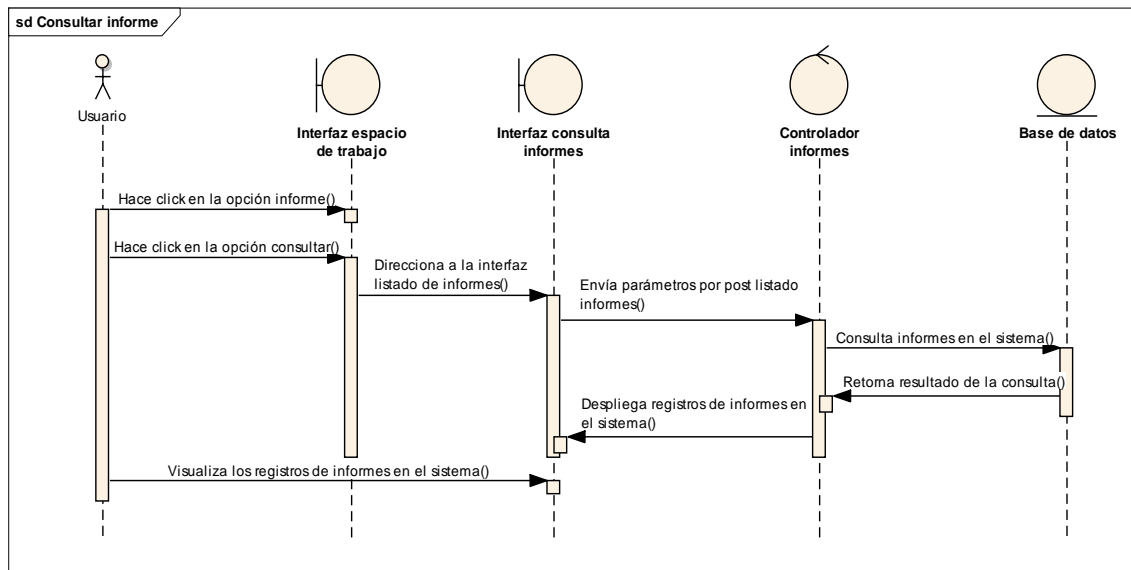 sd Consultar informe
Usuario
Interfaz espacio
de trabajo
Interfaz consulta
informes
Controlador
informes
Base de datos
Hace click en la opción informe()
Hace click en la opción consultar()
Direcciona a la interfaz
listado de informes()
Envía parámetros por post listado
informes()
Consulta informes en el sistema()
Retorna resultado de la consulta()
Despliega registros de informes en
el sistema()
Visualiza los registros de informes en el sistema()